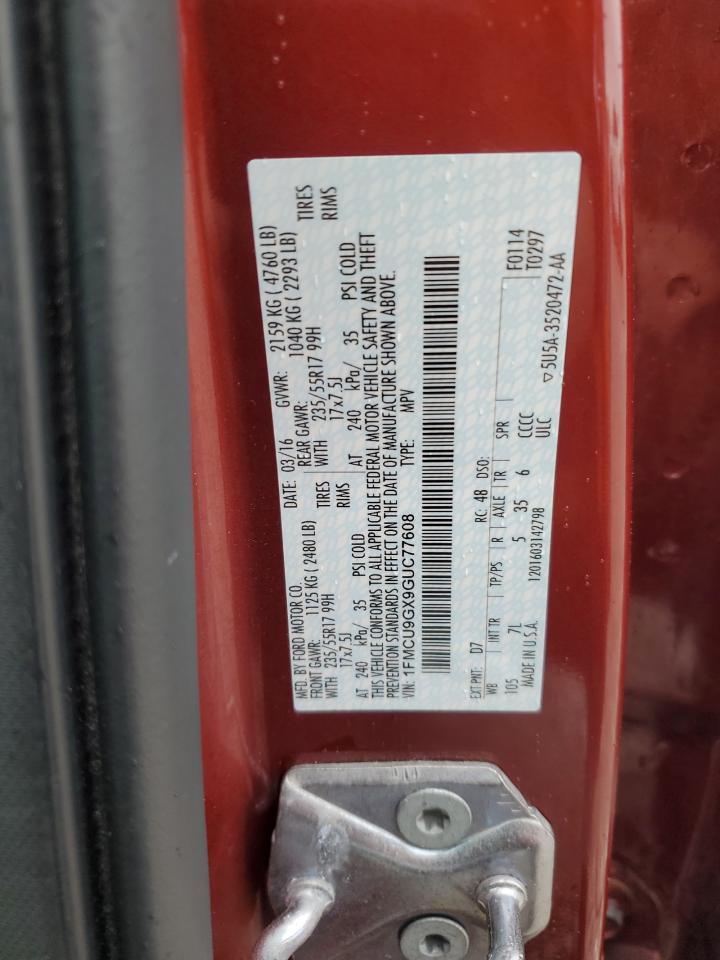 MFD. BY FORD MOTOR CO.
DATE: 03/16 GVWR: 2159 KG ( 4760 LB)
FRONT GAWR: 1125 KG ( 2480 LB) REAR GAWR: 1040 KG ( 2293 LB)
WITH 235/55R17 99H TIRES WITH 235/55R17 99H TIRES
17x7.5J RIMS 17x7.5J RIMS
AT 240 kPa/ 35 PSI COLD AT 240 kPa/ 35 PSI COLD
THIS VEHICLE CONFORMS TO ALL APPLICABLE FEDERAL MOTOR VEHICLE SAFETY AND THEFT
PREVENTION STANDARDS IN EFFECT ON THE DATE OF MANUFACTURE SHOWN ABOVE.
VIN: 1FMCU9GX9GUC77608 TYPE: MPV
EXT PNT: D7 RC: 48 DSO: F0114
T0297
WB INT TR TP/PS R AXLE TR SPR
105 7L 5 35 6 CCCC
MADE IN U.S.A. 1201603142798 ULC
▽5U5A-3520472-AA